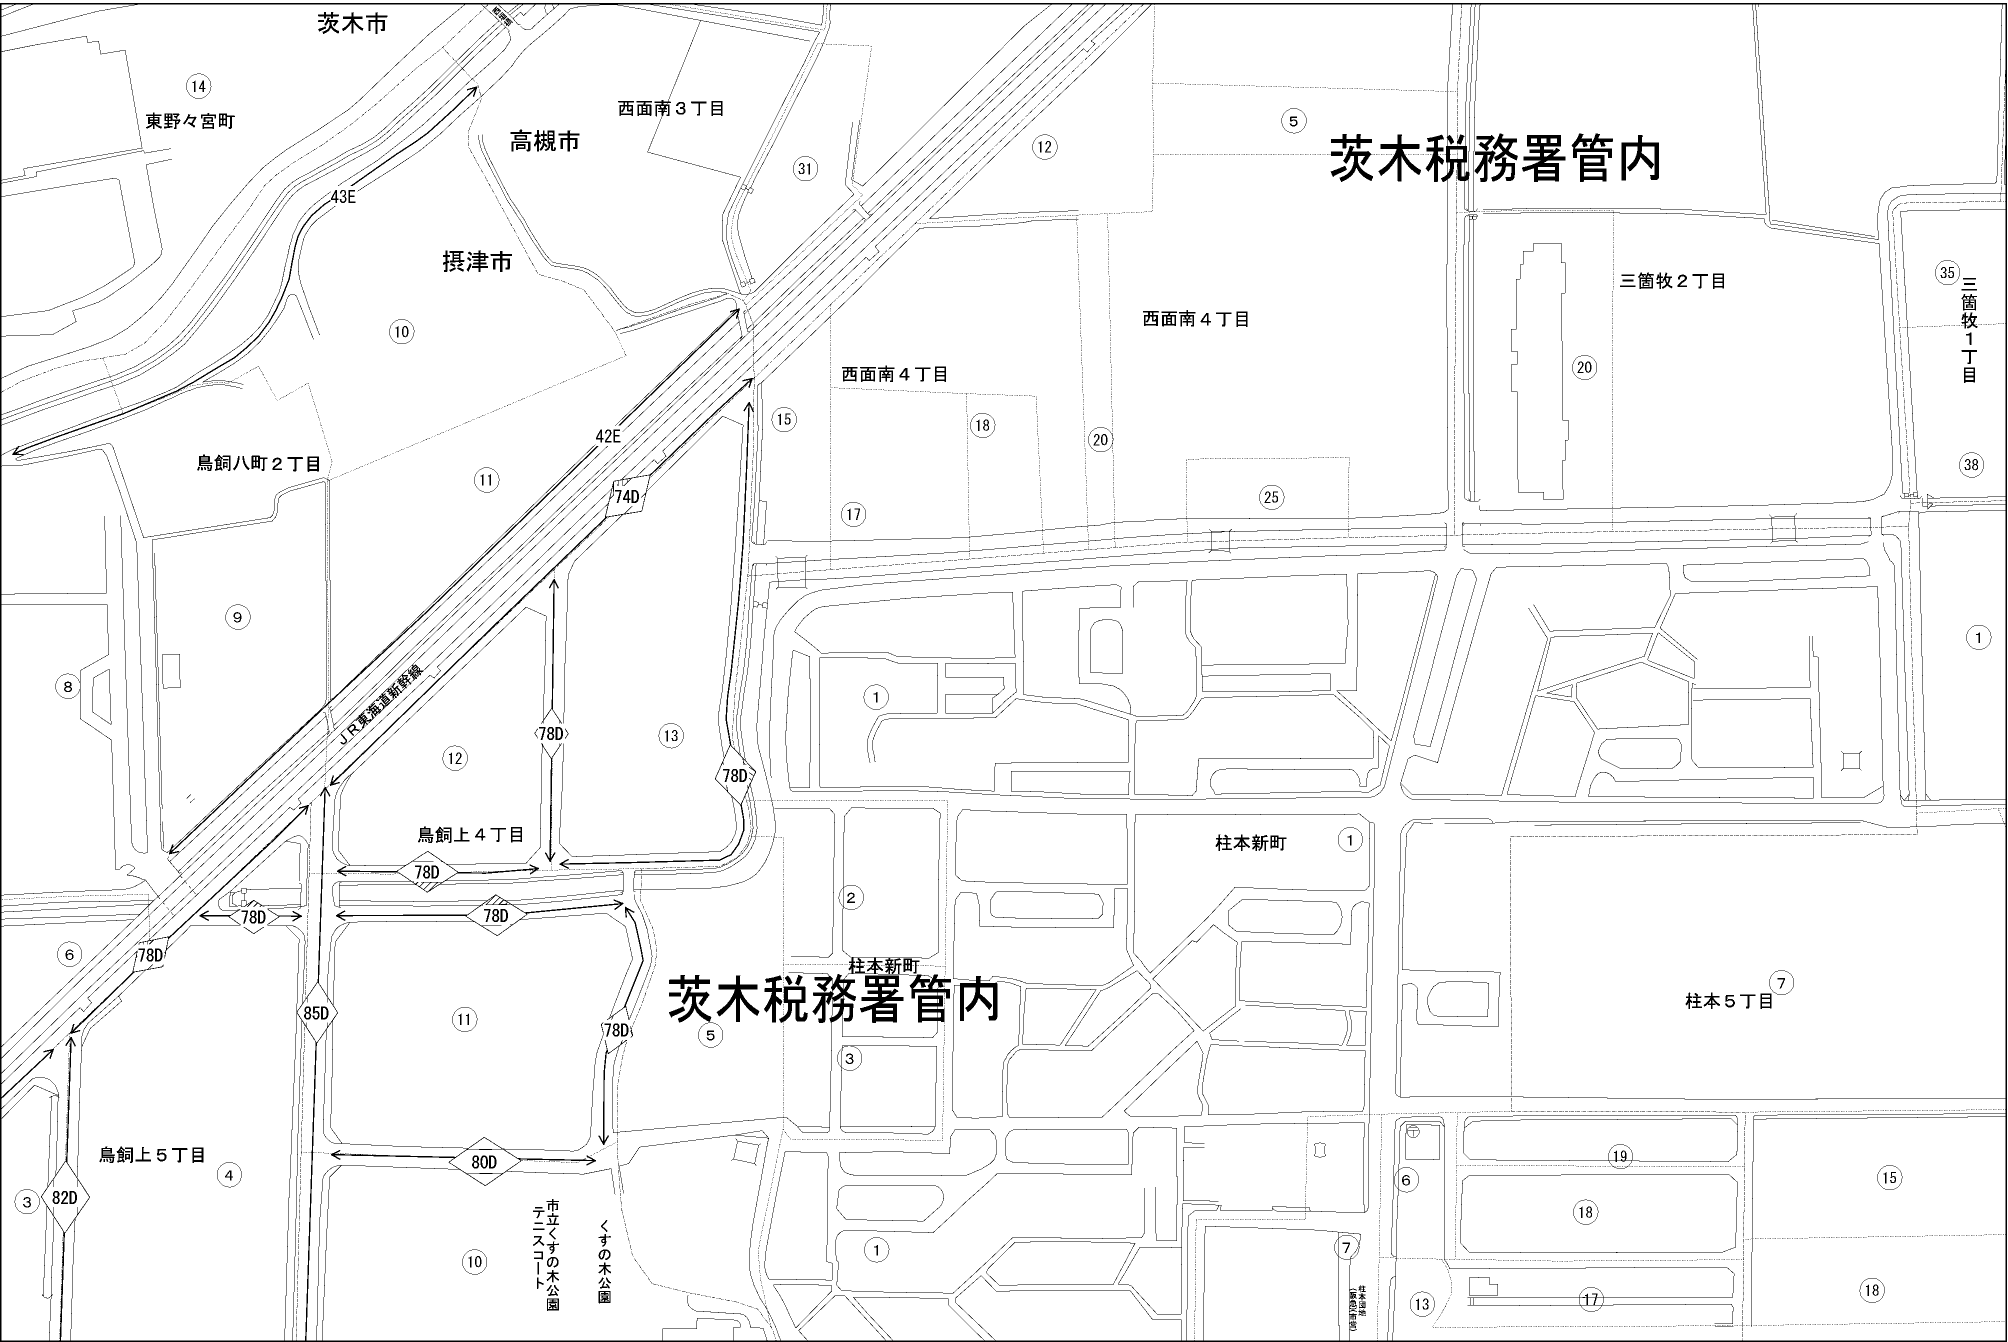 茨木市
14
東野々宮町
西面南３丁目
高槻市
5
12
茨木税務署管内
31
43E
摂津市
35
三箇牧２丁目
三箇牧１丁目
10
西面南４丁目
20
西面南４丁目
15
18
20
42E
鳥飼八町２丁目
11
38
74D
25
17
9
1
8
1
ＪＲ東海道新幹線
78D
13
12
78D
鳥飼上４丁目
柱本新町
1
78D
2
78D
78D
6
78D
柱本新町
7
柱本５丁目
茨木税務署管内
85D
11
78D
5
3
鳥飼上５丁目
4
80D
19
6
15
3
82D
18
市立くすの木公園
テニスコート
くすの木公園
1
7
10
柱本団地
13
17
18